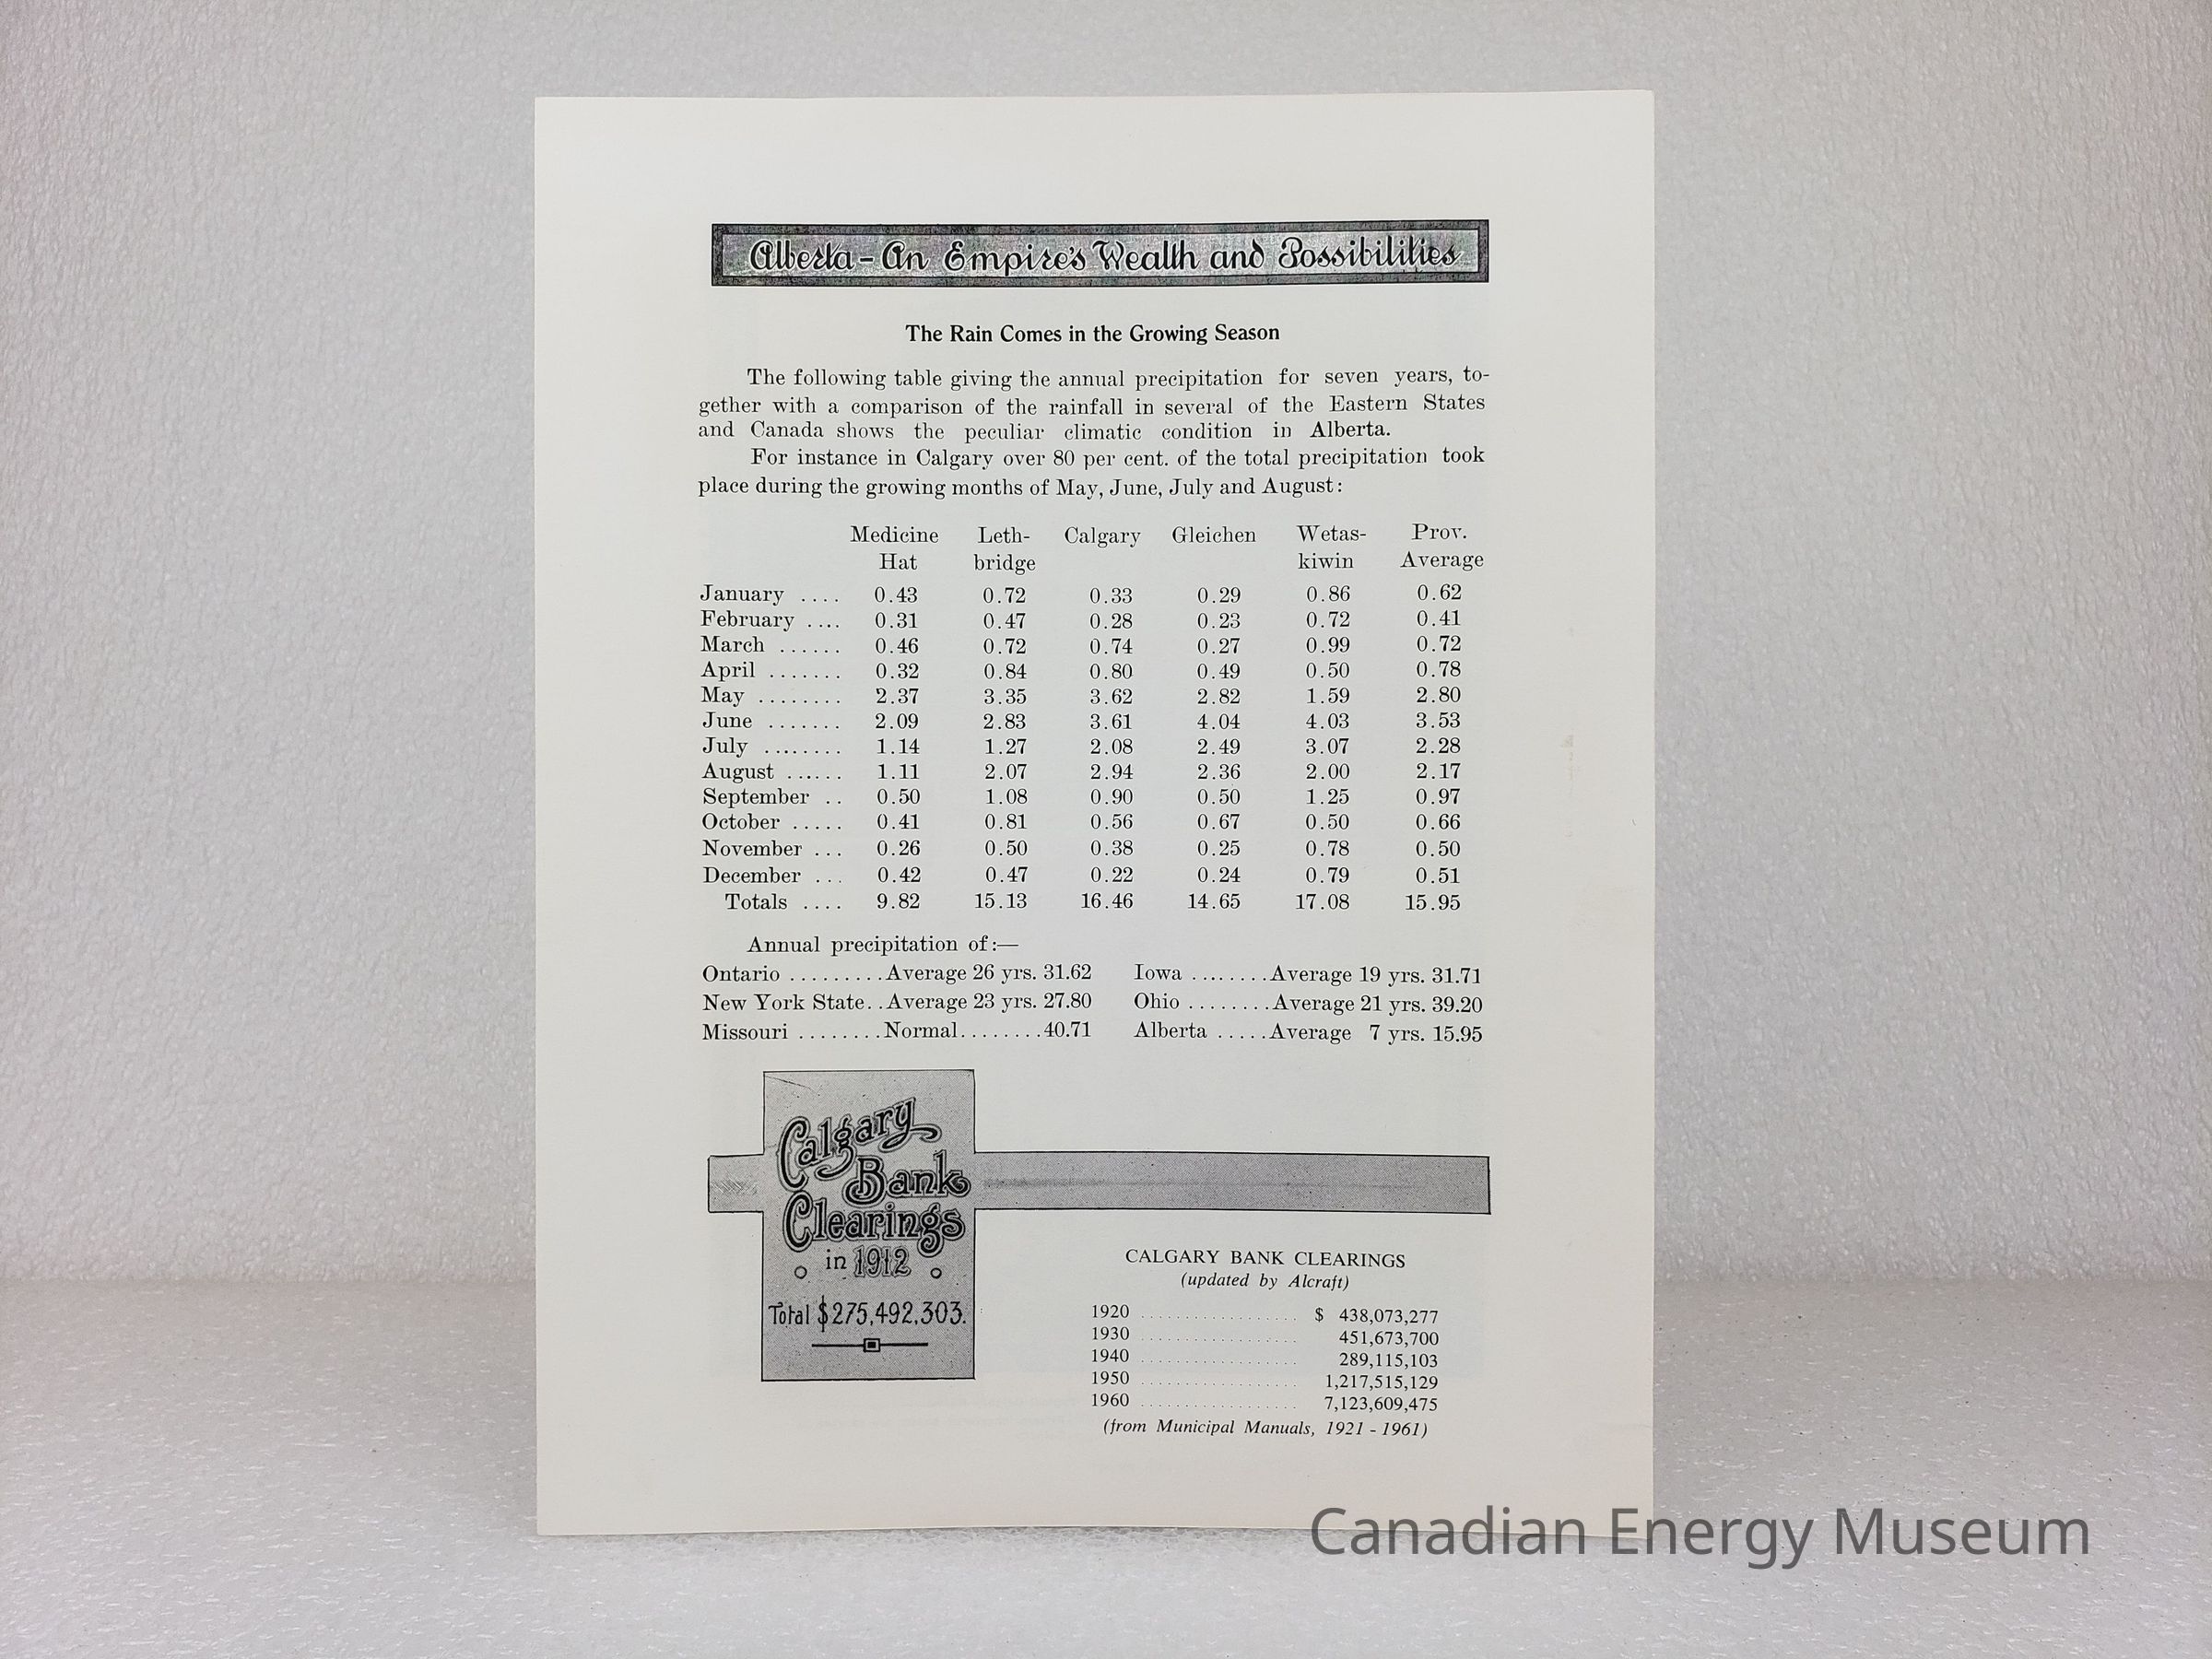 Alberta – An Empire's Wealth and Possibilities
The Rain Comes in the Growing Season
The following table giving the annual precipitation for seven years, to-
gether with a comparison of the rainfall in several of the Eastern States
and Canada shows the peculiar climatic condition in Alberta.
For instance in Calgary over 80 per cent. of the total precipitation took
place during the growing months of May, June, July and August:
Medicine Leth- Calgary Gleichen Wetas- Prov.
Hat bridge kiwin Average
January .... 0.43 0.72 0.33 0.29 0.86 0.62
February .... 0.31 0.47 0.28 0.23 0.72 0.41
March ...... 0.46 0.72 0.74 0.27 0.99 0.72
April ....... 0.32 0.84 0.80 0.49 0.50 0.78
May ........ 2.37 3.35 3.62 2.82 1.59 2.80
June ....... 2.09 2.83 3.61 4.04 4.03 3.53
July ........ 1.14 1.27 2.08 2.49 3.07 2.28
August ...... 1.11 2.07 2.94 2.36 2.00 2.17
September .. 0.50 1.08 0.90 0.50 1.25 0.97
October ..... 0.41 0.81 0.56 0.67 0.50 0.66
November ... 0.26 0.50 0.38 0.25 0.78 0.50
December ... 0.42 0.47 0.22 0.24 0.79 0.51
Totals .... 9.82 15.13 16.46 14.65 17.08 15.95
Annual precipitation of:—
Ontario .........Average 26 yrs. 31.62 Iowa ........Average 19 yrs. 31.71
New York State..Average 23 yrs. 27.80 Ohio ........Average 21 yrs. 39.20
Missouri ........Normal........40.71 Alberta .....Average 7 yrs. 15.95
Calgary
Bank
Clearings
in 1912
Total $275,492,303.
CALGARY BANK CLEARINGS
(updated by Alcraft)
1920 .................. $ 438,073,277
1930 .................. 451,673,700
1940 .................. 289,115,103
1950 .................. 1,217,515,129
1960 .................. 7,123,609,475
(from Municipal Manuals, 1921 - 1961)
Canadian Energy Museum